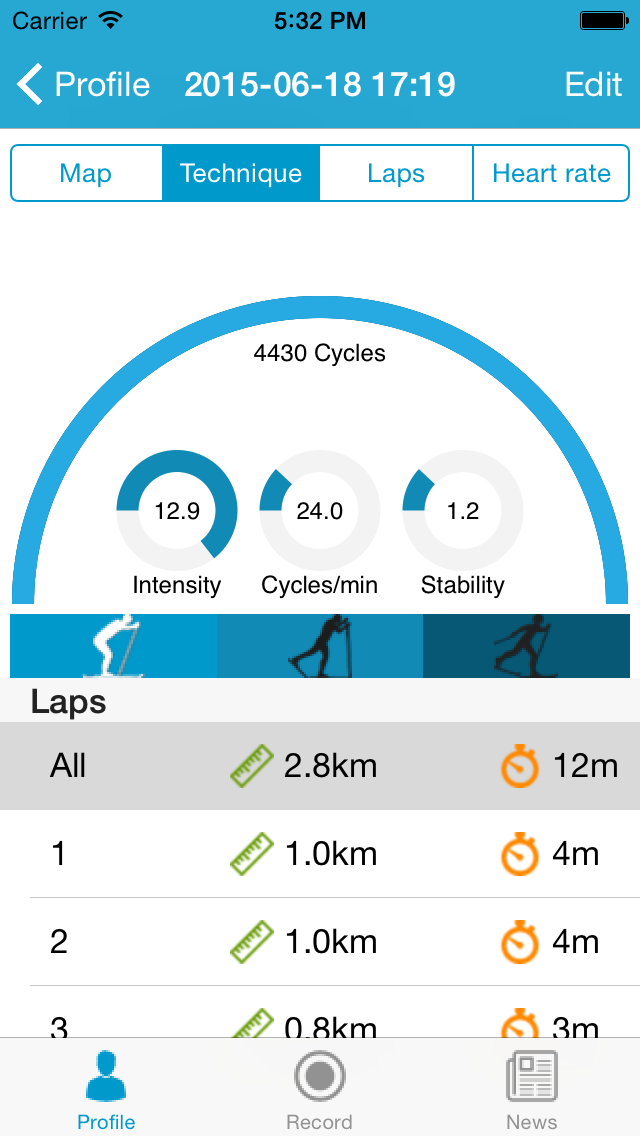 Carrier 5:32 PM
Profile 2015-06-18 17:19 Edit
Map Technique Laps Heart rate
4430 Cycles
12.9 24.0 1.2
Intensity Cycles/min Stability
Laps
All 2.8km 12m
1 1.0km 4m
2 1.0km 4m
3 0.8km 3m
Profile Record News